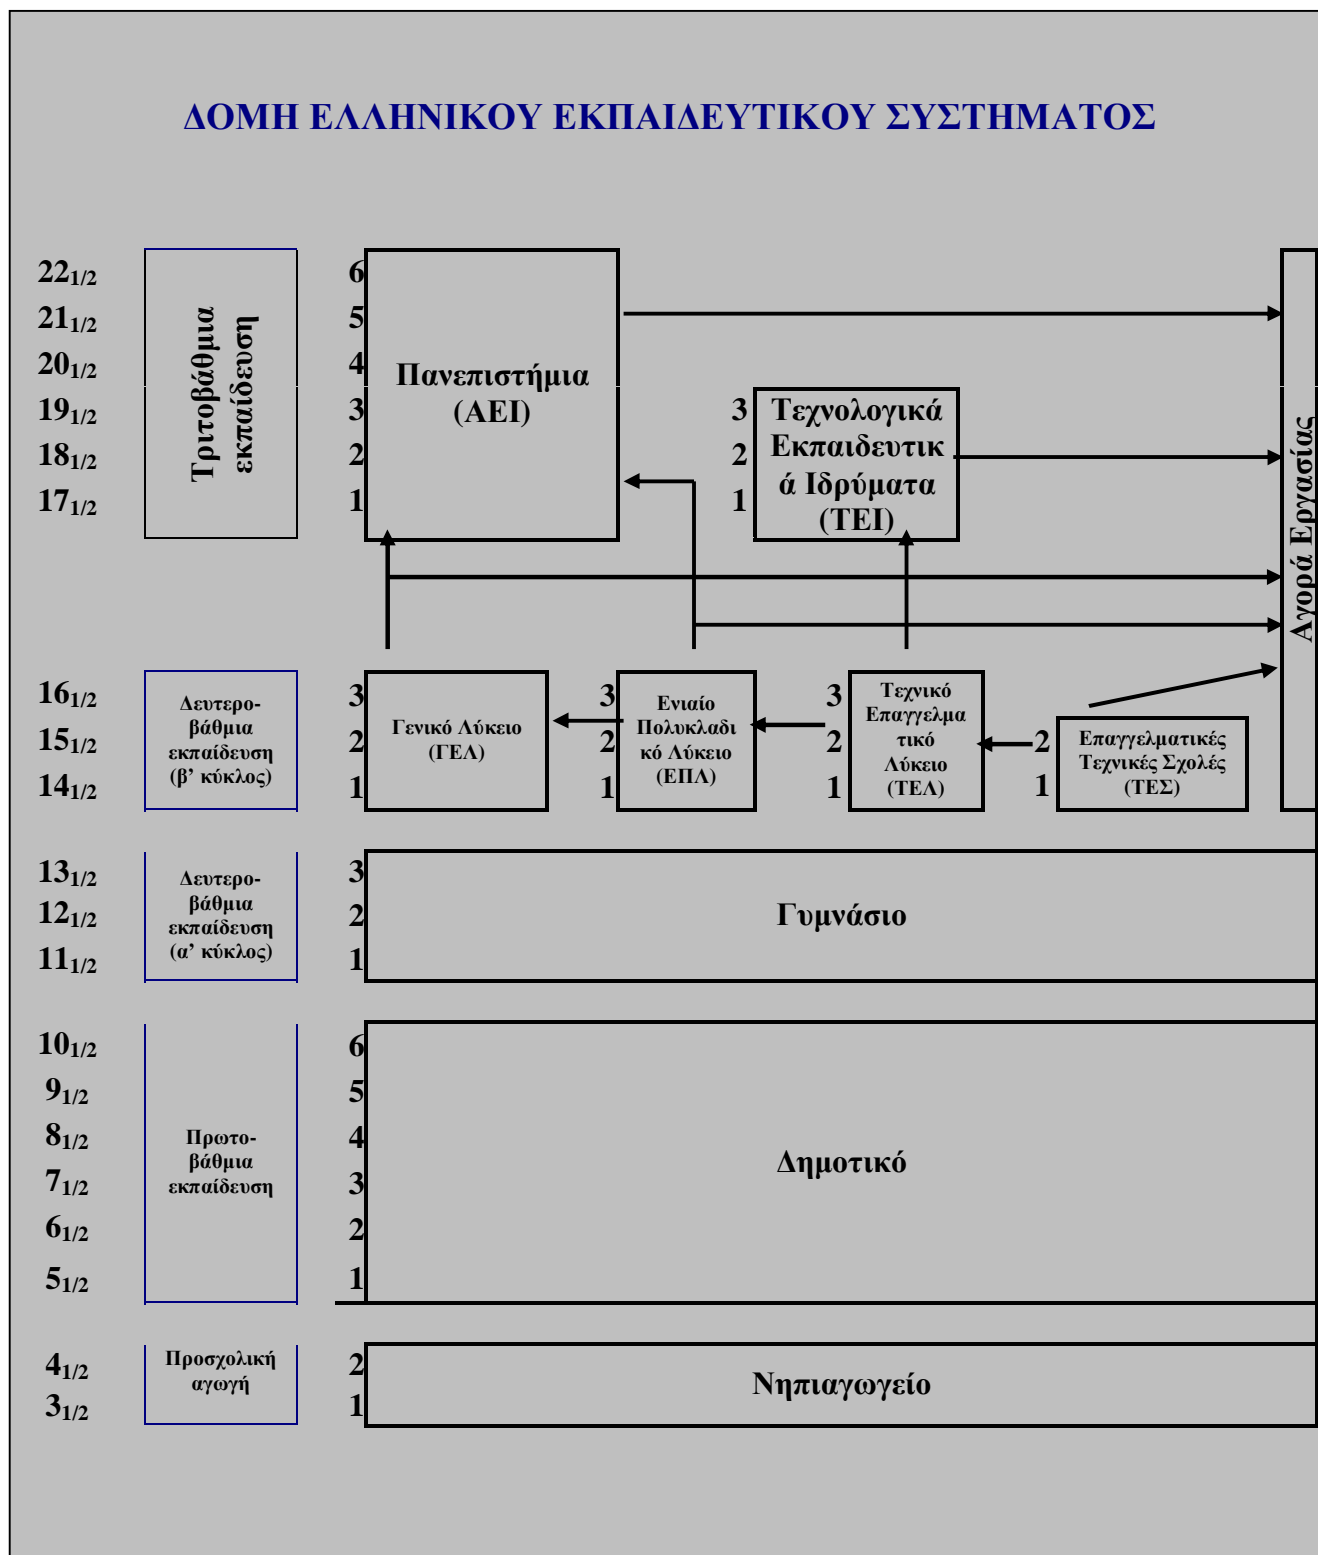 ΔΟΜΗ ΕΛΛΗΝΙΚΟΥ ΕΚΠΑΙΔΕΥΤΙΚΟΥ ΣΥΣΤΗΜΑΤΟΣ
22 1/2
21 1/2
20 1/2
19 1/2
18 1/2
17 1/2
Τριτοβάθμια
εκπαίδευση
6
5
4
3
2
1
Πανεπιστήμια
(ΑΕΙ)
3
2
1
Τεχνολογικά
Εκπαιδευτικ
ά Ιδρύματα
(ΤΕΙ)
Αγορά Εργασίας
16 1/2
15 1/2
14 1/2
Δευτερο-
βάθμια
εκπαίδευση
(β’ κύκλος)
3
2
1
Γενικό Λύκειο
(ΓΕΛ)
3
2
1
Ενιαίο
Πολυκλαδι
κό Λύκειο
(ΕΠΛ)
3
2
1
Τεχνικό
Επαγγελμα
τικό
Λύκειο
(ΤΕΛ)
2
1
Επαγγελματικές
Τεχνικές Σχολές
(ΤΕΣ)
13 1/2
12 1/2
11 1/2
Δευτερο-
βάθμια
εκπαίδευση
(α’ κύκλος)
3
2
1
Γυμνάσιο
10 1/2
9 1/2
8 1/2
7 1/2
6 1/2
5 1/2
Πρωτο-
βάθμια
εκπαίδευση
6
5
4
3
2
1
Δημοτικό
4 1/2
3 1/2
Προσχολική
αγωγή
2
1
Νηπιαγωγείο